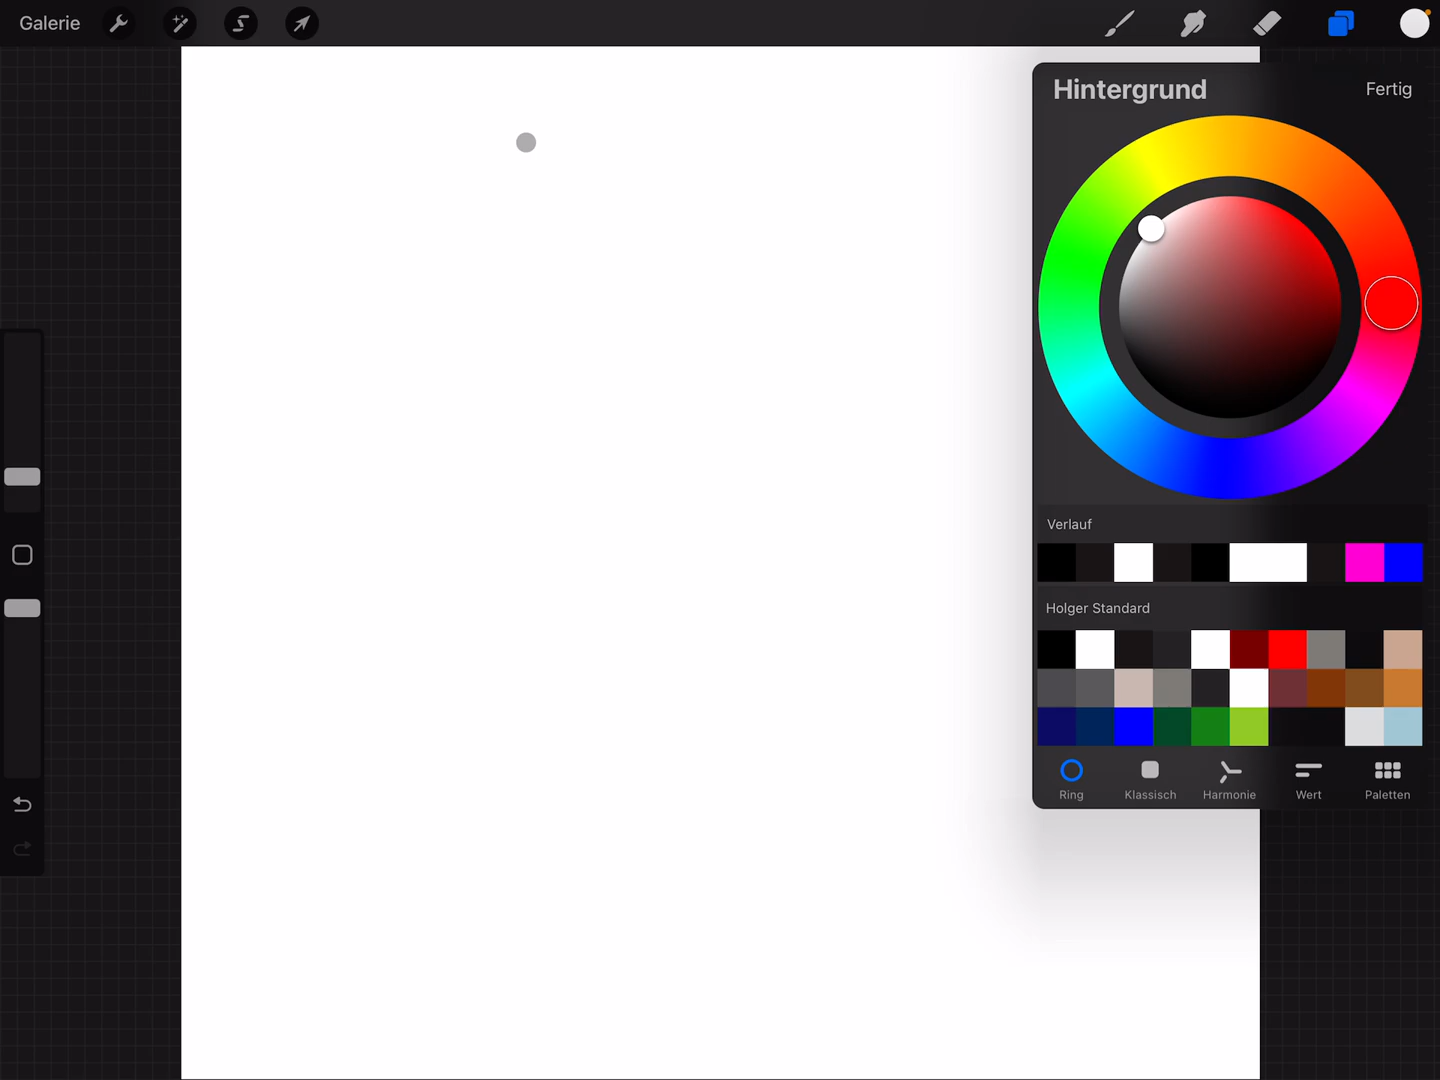 Galerie
Hintergrund
Fertig
Verlauf
Holger Standard
Ring
Klassisch
Harmonie
Wert
Paletten